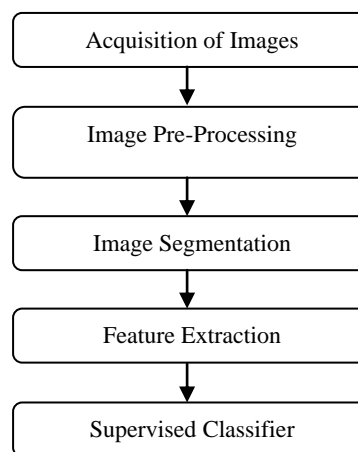 Acquisition of Images
Image Pre-Processing
Image Segmentation
Feature Extraction
Supervised Classifier